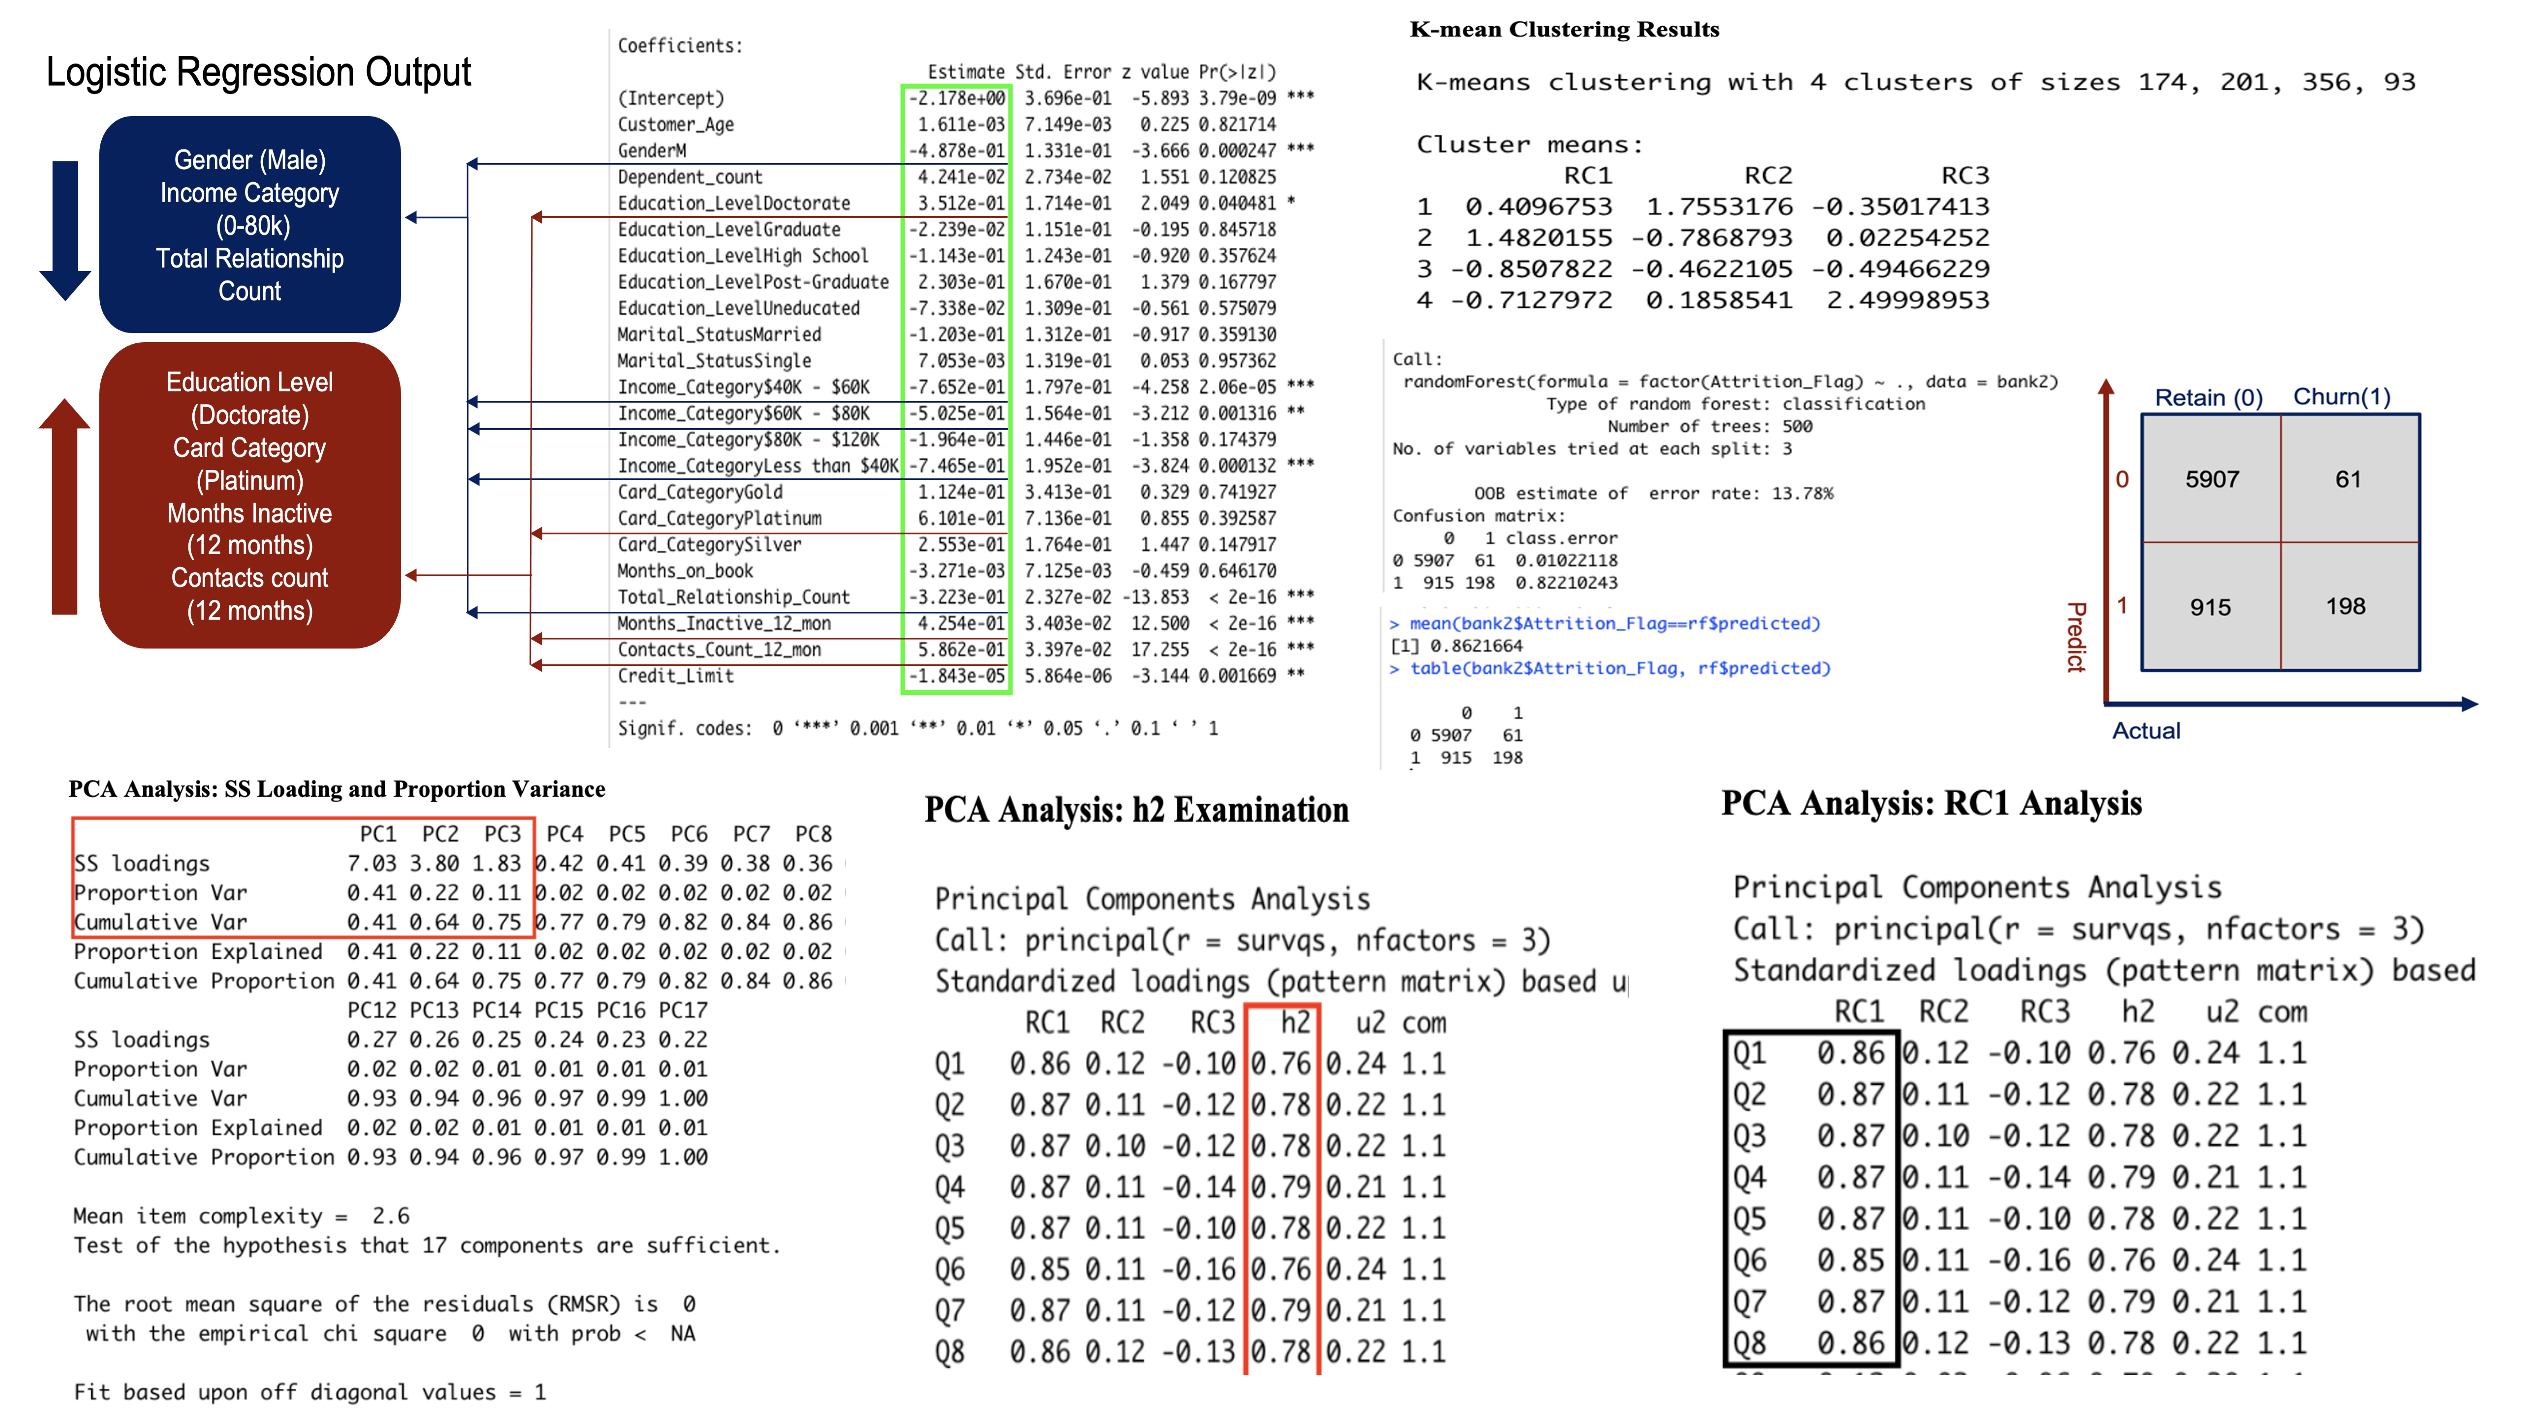 Logistic Regression Output
Gender (Male)
Income Category
(0-80k)
Total Relationship
Count
Education Level
(Doctorate)
Card Category
(Platinum)
Months Inactive
(12 months)
Contacts count
(12 months)
Coefficients:
Estimate Std. Error z value Pr(>|z|)
(Intercept) -2.178e+00 3.696e-01 -5.893 3.79e-09 ***
Customer_Age 1.611e-03 7.149e-03 0.225 0.821714
GenderM -4.878e-01 1.331e-01 -3.666 0.000247 ***
Dependent_count 4.241e-02 2.734e-02 1.551 0.120825
Education_LevelDoctorate 3.512e-01 1.714e-01 2.049 0.040481 *
Education_LevelGraduate -2.239e-02 1.151e-01 -0.195 0.845718
Education_LevelHigh School -1.143e-01 1.243e-01 -0.920 0.357624
Education_LevelPost-Graduate 2.303e-01 1.670e-01 1.379 0.167797
Education_LevelUneducated -7.338e-02 1.309e-01 -0.561 0.575079
Marital_StatusMarried -1.203e-01 1.312e-01 -0.917 0.359130
Marital_StatusSingle 7.053e-03 1.319e-01 0.053 0.957362
Income_Category$40K - $60K -7.652e-01 1.797e-01 -4.258 2.06e-05 ***
Income_Category$60K - $80K -5.025e-01 1.564e-01 -3.212 0.001316 **
Income_Category$80K - $120K -1.964e-01 1.446e-01 -1.358 0.174379
Income_CategoryLess than $40K -7.465e-01 1.952e-01 -3.824 0.000132 ***
Card_CategoryGold 1.124e-01 3.413e-01 0.329 0.741927
Card_CategoryPlatinum 6.101e-01 7.136e-01 0.855 0.392587
Card_CategorySilver 2.553e-01 1.764e-01 1.447 0.147917
Months_on_book -3.271e-03 7.125e-03 -0.459 0.646170
Total_Relationship_Count -3.223e-01 2.327e-02 -13.853 < 2e-16 ***
Months_Inactive_12_mon 4.254e-01 3.403e-02 12.500 < 2e-16 ***
Contacts_Count_12_mon 5.862e-01 3.397e-02 17.255 < 2e-16 ***
Credit_Limit -1.843e-05 5.864e-06 -3.144 0.001669 **
---
Signif. codes: 0 ‘***’ 0.001 ‘**’ 0.01 ‘*’ 0.05 ‘.’ 0.1 ‘ ’ 1
K-mean Clustering Results
K-means clustering with 4 clusters of sizes 174, 201, 356, 93
Cluster means:
RC1 RC2 RC3
1 0.4096753 1.7553176 -0.35017413
2 1.4820155 -0.7868793 0.02254252
3 -0.8507822 -0.4622105 -0.49466229
4 -0.7127972 0.1858541 2.49998953
Call:
randomForest(formula = factor(Attrition_Flag) ~ ., data = bank2)
Type of random forest: classification
Number of trees: 500
No. of variables tried at each split: 3
OOB estimate of error rate: 13.78%
Confusion matrix:
0 1 class.error
0 5907 61 0.01022118
1 915 198 0.82210243
> mean(bank2$Attrition_Flag==rf$predicted)
[1] 0.8621664
> table(bank2$Attrition_Flag, rf$predicted)
0 1
0 5907 61
1 915 198
Retain (0) Churn(1)
0 5907 61
1 915 198
Predict
Actual
PCA Analysis: SS Loading and Proportion Variance
PC1 PC2 PC3 PC4 PC5 PC6 PC7 PC8
SS loadings 7.03 3.80 1.83 0.42 0.41 0.39 0.38 0.36
Proportion Var 0.41 0.22 0.11 0.02 0.02 0.02 0.02 0.02
Cumulative Var 0.41 0.64 0.75 0.77 0.79 0.82 0.84 0.86
Proportion Explained 0.41 0.22 0.11 0.02 0.02 0.02 0.02 0.02
Cumulative Proportion 0.41 0.64 0.75 0.77 0.79 0.82 0.84 0.86
PC12 PC13 PC14 PC15 PC16 PC17
SS loadings 0.27 0.26 0.25 0.24 0.23 0.22
Proportion Var 0.02 0.02 0.01 0.01 0.01 0.01
Cumulative Var 0.93 0.94 0.96 0.97 0.99 1.00
Proportion Explained 0.02 0.02 0.01 0.01 0.01 0.01
Cumulative Proportion 0.93 0.94 0.96 0.97 0.99 1.00
Mean item complexity = 2.6
Test of the hypothesis that 17 components are sufficient.
The root mean square of the residuals (RMSR) is 0
with the empirical chi square 0 with prob < NA
Fit based upon off diagonal values = 1
PCA Analysis: h2 Examination
Principal Components Analysis
Call: principal(r = survqs, nfactors = 3)
Standardized loadings (pattern matrix) based
RC1 RC2 RC3 h2 u2 com
Q1 0.86 0.12 -0.10 0.76 0.24 1.1
Q2 0.87 0.11 -0.12 0.78 0.22 1.1
Q3 0.87 0.10 -0.12 0.78 0.22 1.1
Q4 0.87 0.11 -0.14 0.79 0.21 1.1
Q5 0.87 0.11 -0.10 0.78 0.22 1.1
Q6 0.85 0.11 -0.16 0.76 0.24 1.1
Q7 0.87 0.11 -0.12 0.79 0.21 1.1
Q8 0.86 0.12 -0.13 0.78 0.22 1.1
PCA Analysis: RC1 Analysis
Principal Components Analysis
Call: principal(r = survqs, nfactors = 3)
Standardized loadings (pattern matrix) based
RC1 RC2 RC3 h2 u2 com
Q1 0.86 0.12 -0.10 0.76 0.24 1.1
Q2 0.87 0.11 -0.12 0.78 0.22 1.1
Q3 0.87 0.10 -0.12 0.78 0.22 1.1
Q4 0.87 0.11 -0.14 0.79 0.21 1.1
Q5 0.87 0.11 -0.10 0.78 0.22 1.1
Q6 0.85 0.11 -0.16 0.76 0.24 1.1
Q7 0.87 0.11 -0.12 0.79 0.21 1.1
Q8 0.86 0.12 -0.13 0.78 0.22 1.1